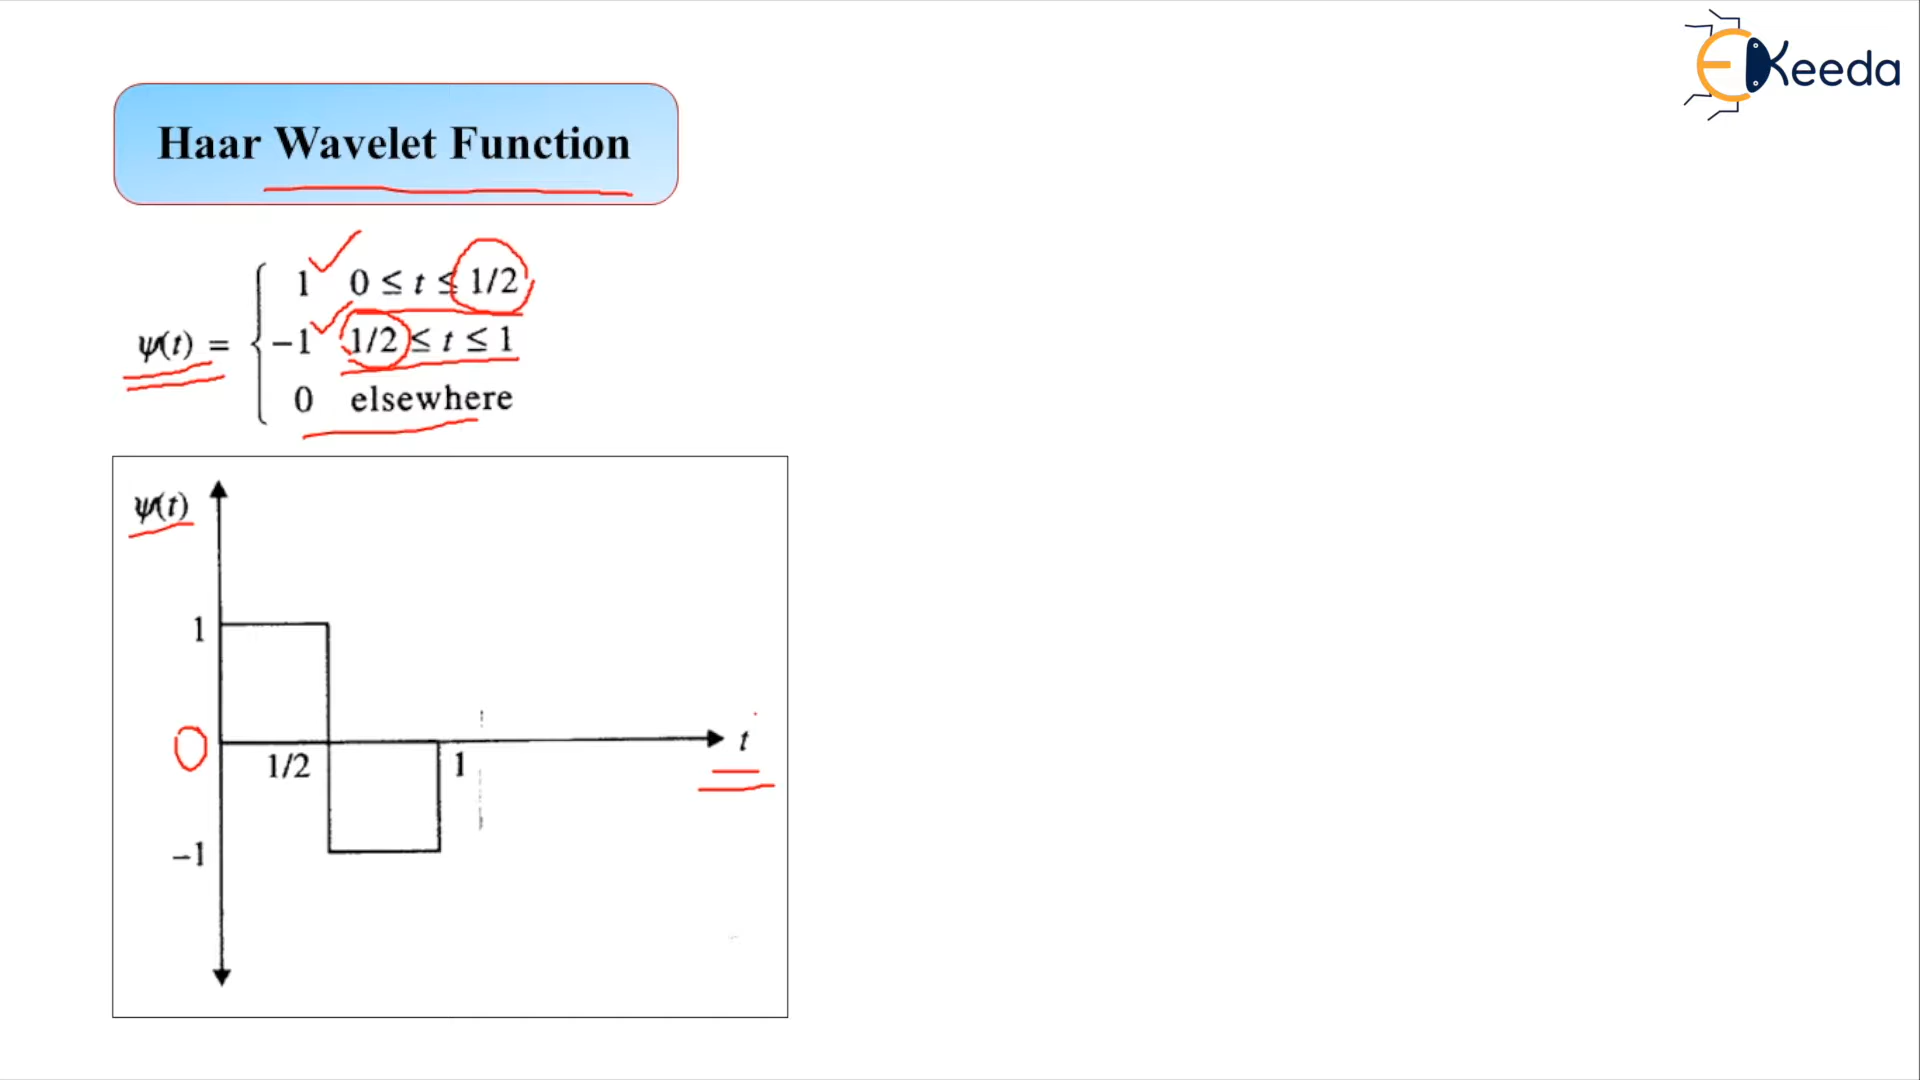 EKeeda
Haar Wavelet Function
ψ(t) = { 1 0 ≤ t ≤ 1/2
−1 1/2 ≤ t ≤ 1
0 elsewhere
ψ(t)
1
0
1/2
1
t
−1